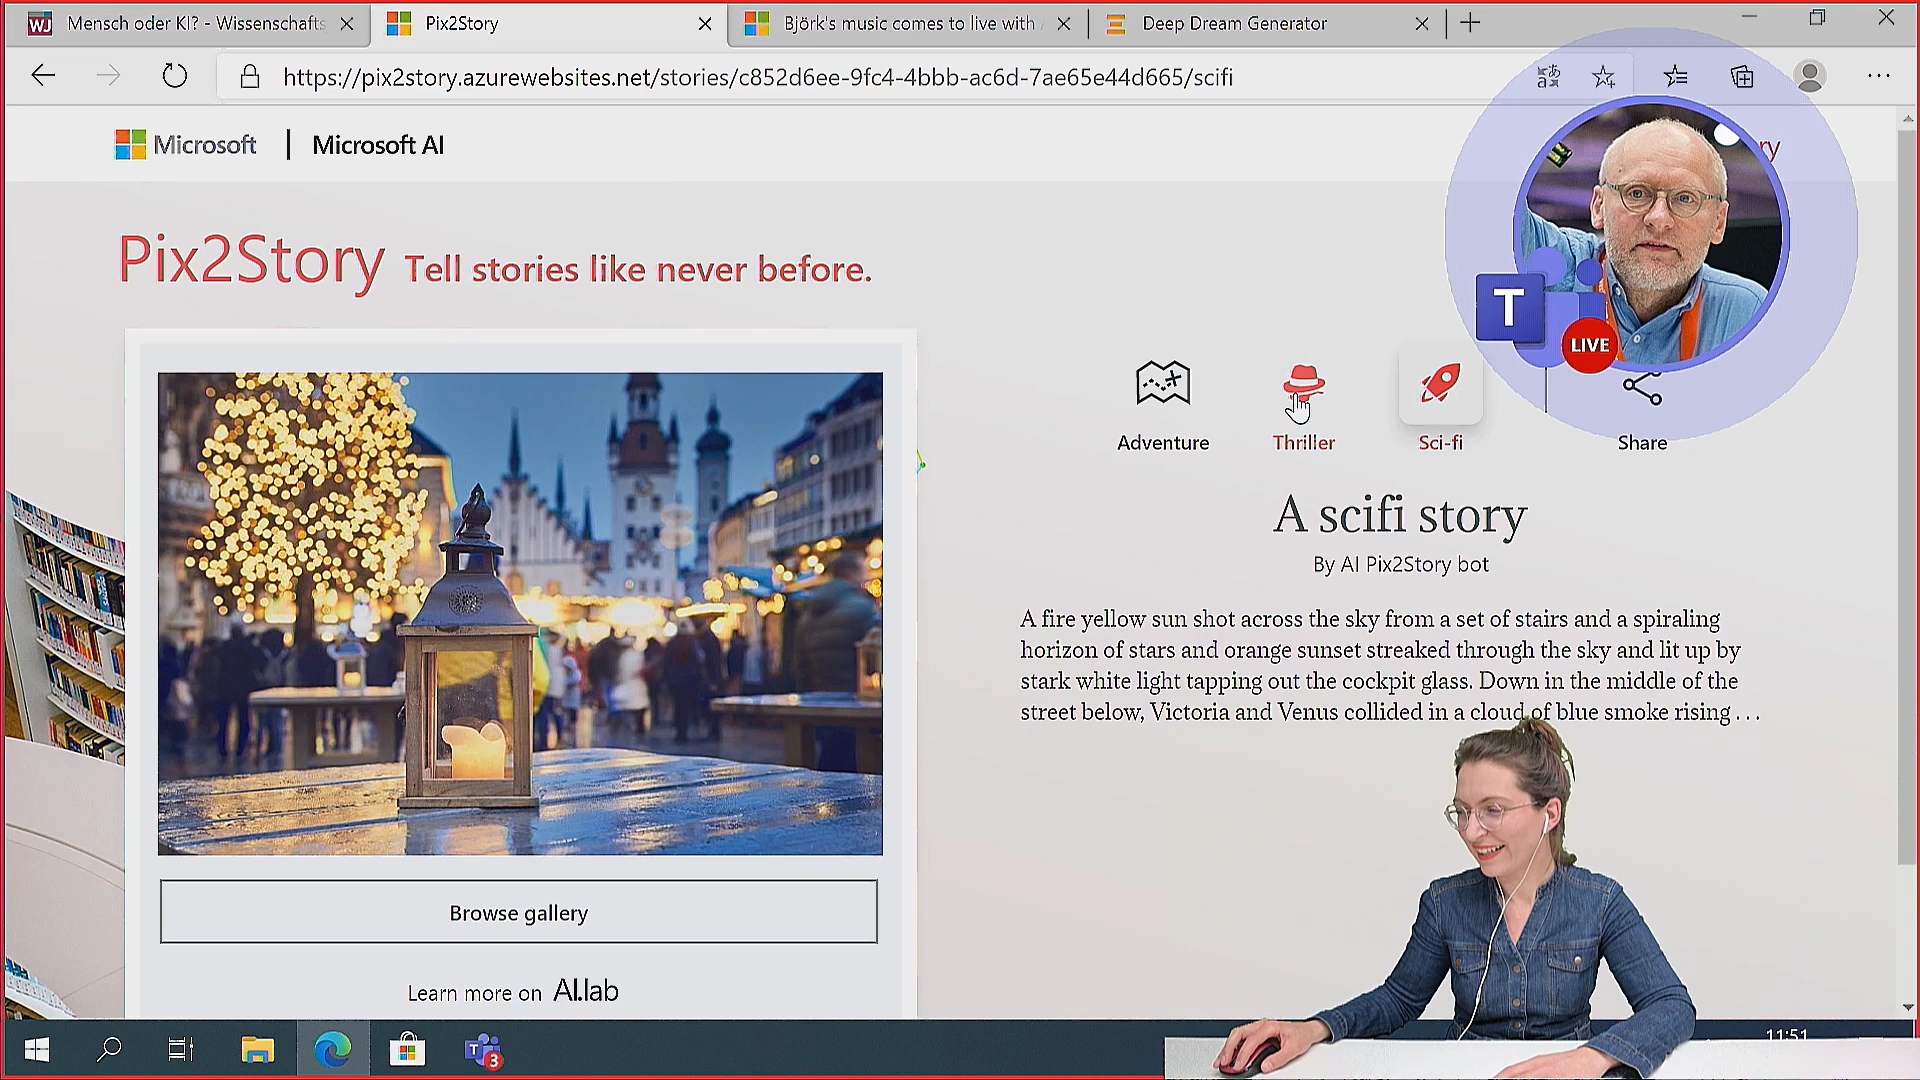 WJ Mensch oder KI? - Wissenschafts
Pix2Story
Björk's music comes to live with
Deep Dream Generator
https://pix2story.azurewebsites.net/stories/c852d6ee-9fc4-4bbb-ac6d-7ae65e44d665/scifi
Microsoft | Microsoft AI
ry
Pix2Story Tell stories like never before.
T
LIVE
Adventure
Thriller
Sci-fi
Share
A scifi story
By AI Pix2Story bot
A fire yellow sun shot across the sky from a set of stairs and a spiraling
horizon of stars and orange sunset streaked through the sky and lit up by
stark white light tapping out the cockpit glass. Down in the middle of the
street below, Victoria and Venus collided in a cloud of blue smoke rising . . .
Browse gallery
Learn more on AI.lab
T
3
11:51